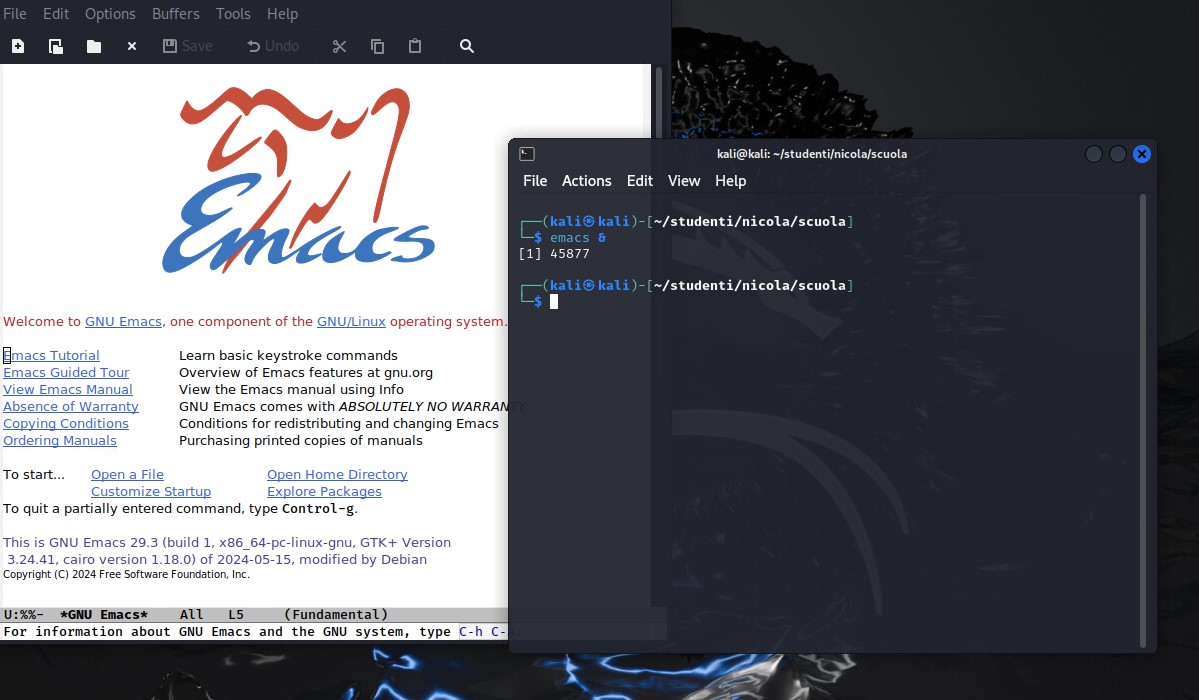 File Edit Options Buffers Tools Help
Save Undo
Emacs
Welcome to GNU Emacs, one component of the GNU/Linux operating system.
Emacs Tutorial Learn basic keystroke commands
Emacs Guided Tour Overview of Emacs features at gnu.org
View Emacs Manual View the Emacs manual using Info
Absence of Warranty GNU Emacs comes with ABSOLUTELY NO WARRANTY
Copying Conditions Conditions for redistributing and changing Emacs
Ordering Manuals Purchasing printed copies of manuals
To start... Open a File Open Home Directory
Customize Startup Explore Packages
To quit a partially entered command, type Control-g.
This is GNU Emacs 29.3 (build 1, x86_64-pc-linux-gnu, GTK+ Version
3.24.41, cairo version 1.18.0) of 2024-05-15, modified by Debian
Copyright (C) 2024 Free Software Foundation, Inc.
U:%%- *GNU Emacs* All L5 (Fundamental)
For information about GNU Emacs and the GNU system, type C-h
kali@kali: ~/studenti/nicola/scuola
File Actions Edit View Help
┌──(kali㉿kali)-[~/studenti/nicola/scuola]
└─$ emacs &
[1] 45877
┌──(kali㉿kali)-[~/studenti/nicola/scuola]
└─$